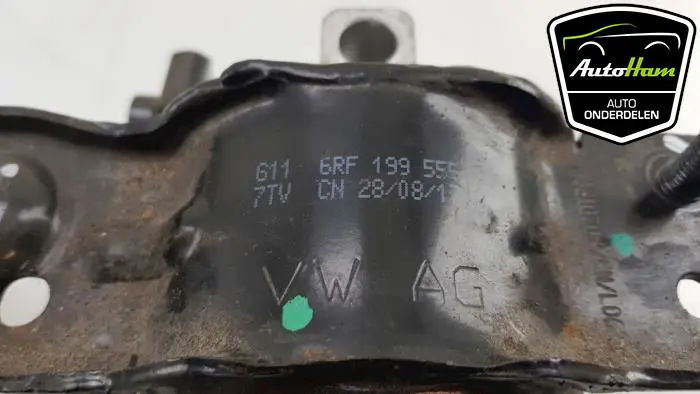 AutoHam
AUTO
ONDERDELEN
G11 6RF 199 555
7TV CN 28/08/1
VW AG